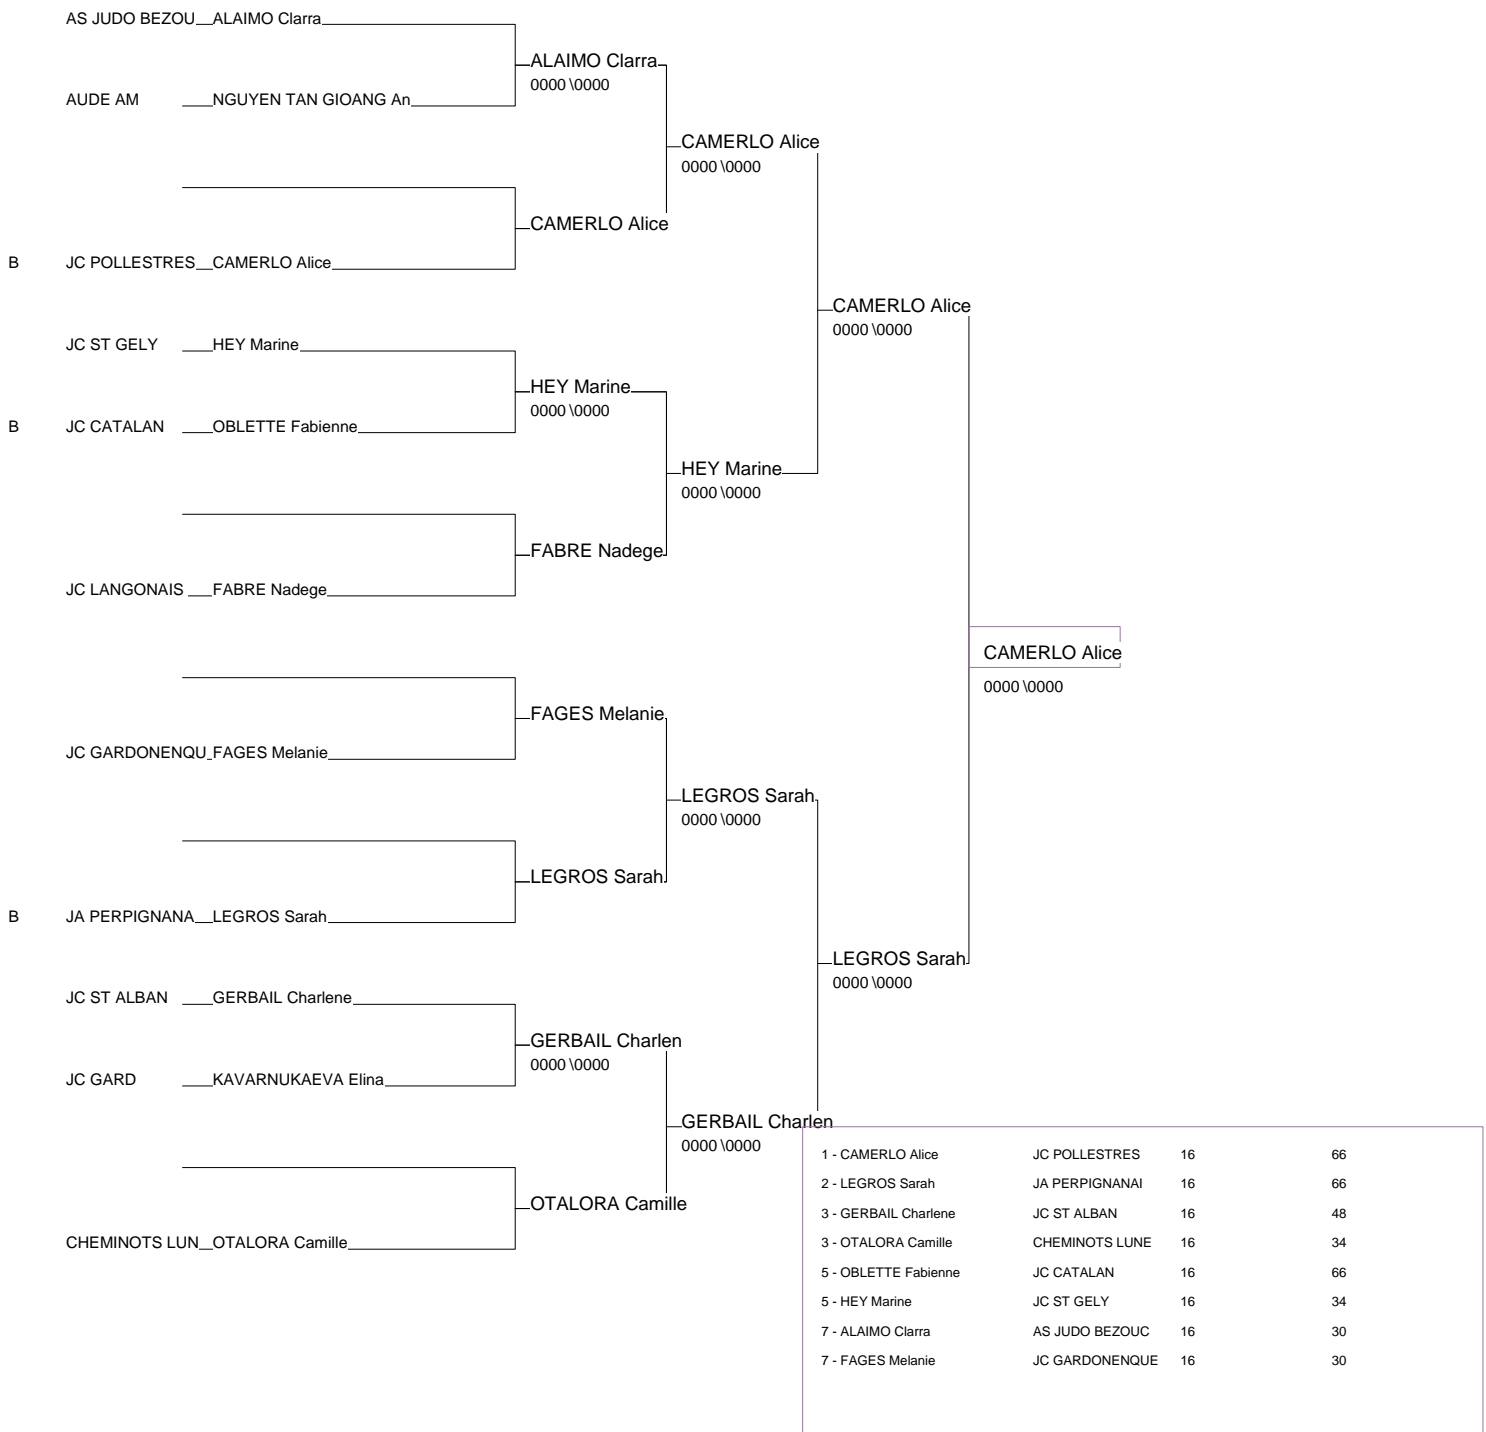 AS JUDO BEZOU ALAIMO Clarra
ALAIMO Clarra
0000 \0000
AUDE AM NGUYEN TAN GIOANG An
CAMERLO Alice
0000 \0000
CAMERLO Alice
B JC POLLESTRES CAMERLO Alice
CAMERLO Alice
0000 \0000
JC ST GELY HEY Marine
HEY Marine
0000 \0000
B JC CATALAN OBLETTE Fabienne
HEY Marine
0000 \0000
FABRE Nadege
JC LANGONAIS FABRE Nadege
CAMERLO Alice
0000 \0000
FAGES Melanie
JC GARDONENQU FAGES Melanie
LEGROS Sarah
0000 \0000
LEGROS Sarah
B JA PERPIGNANA LEGROS Sarah
LEGROS Sarah
0000 \0000
JC ST ALBAN GERBAIL Charlene
GERBAIL Charlen
0000 \0000
JC GARD KAVARNUKAEVA Elina
GERBAIL Charlen
0000 \0000
OTALORA Camille
CHEMINOTS LUN OTALORA Camille
1 - CAMERLO Alice JC POLLESTRES 16 66
2 - LEGROS Sarah JA PERPIGNANAI 16 66
3 - GERBAIL Charlene JC ST ALBAN 16 48
3 - OTALORA Camille CHEMINOTS LUNE 16 34
5 - OBLETTE Fabienne JC CATALAN 16 66
5 - HEY Marine JC ST GELY 16 34
7 - ALAIMO Clarra AS JUDO BEZOUC 16 30
7 - FAGES Melanie JC GARDONENQUE 16 30